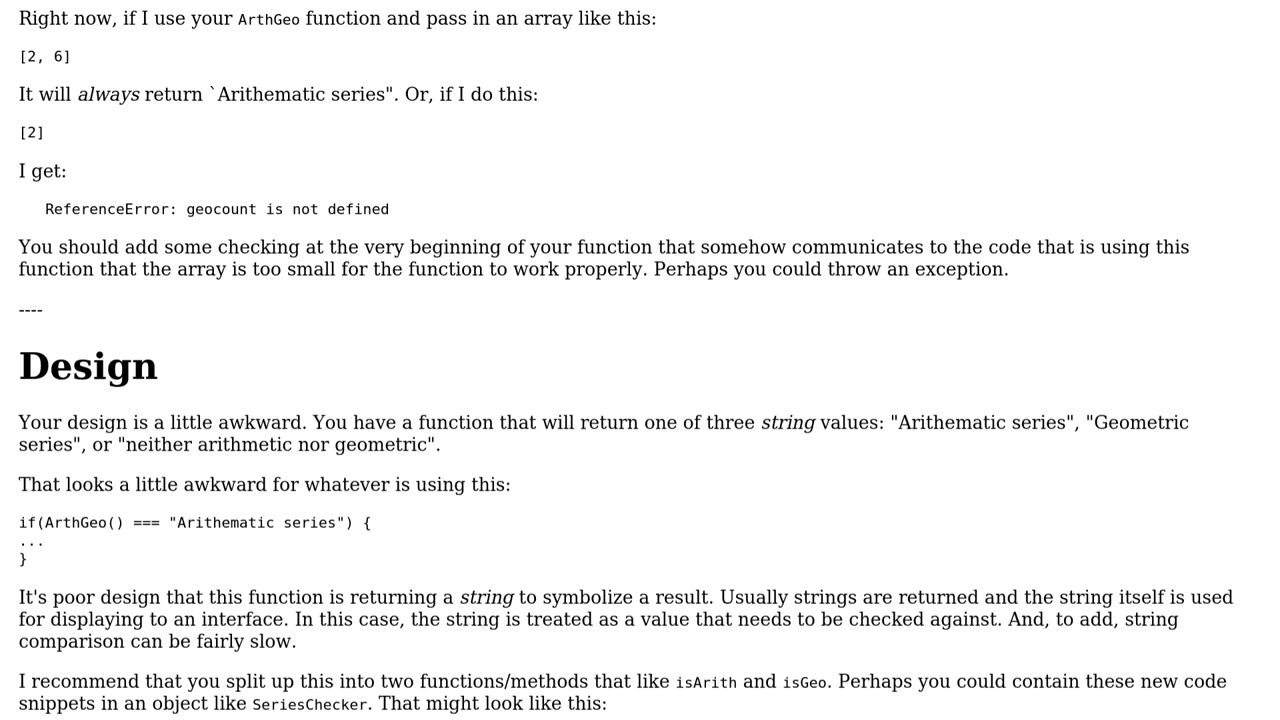 Right now, if I use your ArthGeo function and pass in an array like this:
[2, 6]
It will always return `Arithematic series". Or, if I do this:
[2]
I get:
ReferenceError: geocount is not defined
You should add some checking at the very beginning of your function that somehow communicates to the code that is using this
function that the array is too small for the function to work properly. Perhaps you could throw an exception.
----
Design
Your design is a little awkward. You have a function that will return one of three string values: "Arithematic series", "Geometric
series", or "neither arithmetic nor geometric".
That looks a little awkward for whatever is using this:
if(ArthGeo() === "Arithematic series") {
...
}
It's poor design that this function is returning a string to symbolize a result. Usually strings are returned and the string itself is used
for displaying to an interface. In this case, the string is treated as a value that needs to be checked against. And, to add, string
comparison can be fairly slow.
I recommend that you split up this into two functions/methods that like isArith and isGeo. Perhaps you could contain these new code
snippets in an object like SeriesChecker. That might look like this: